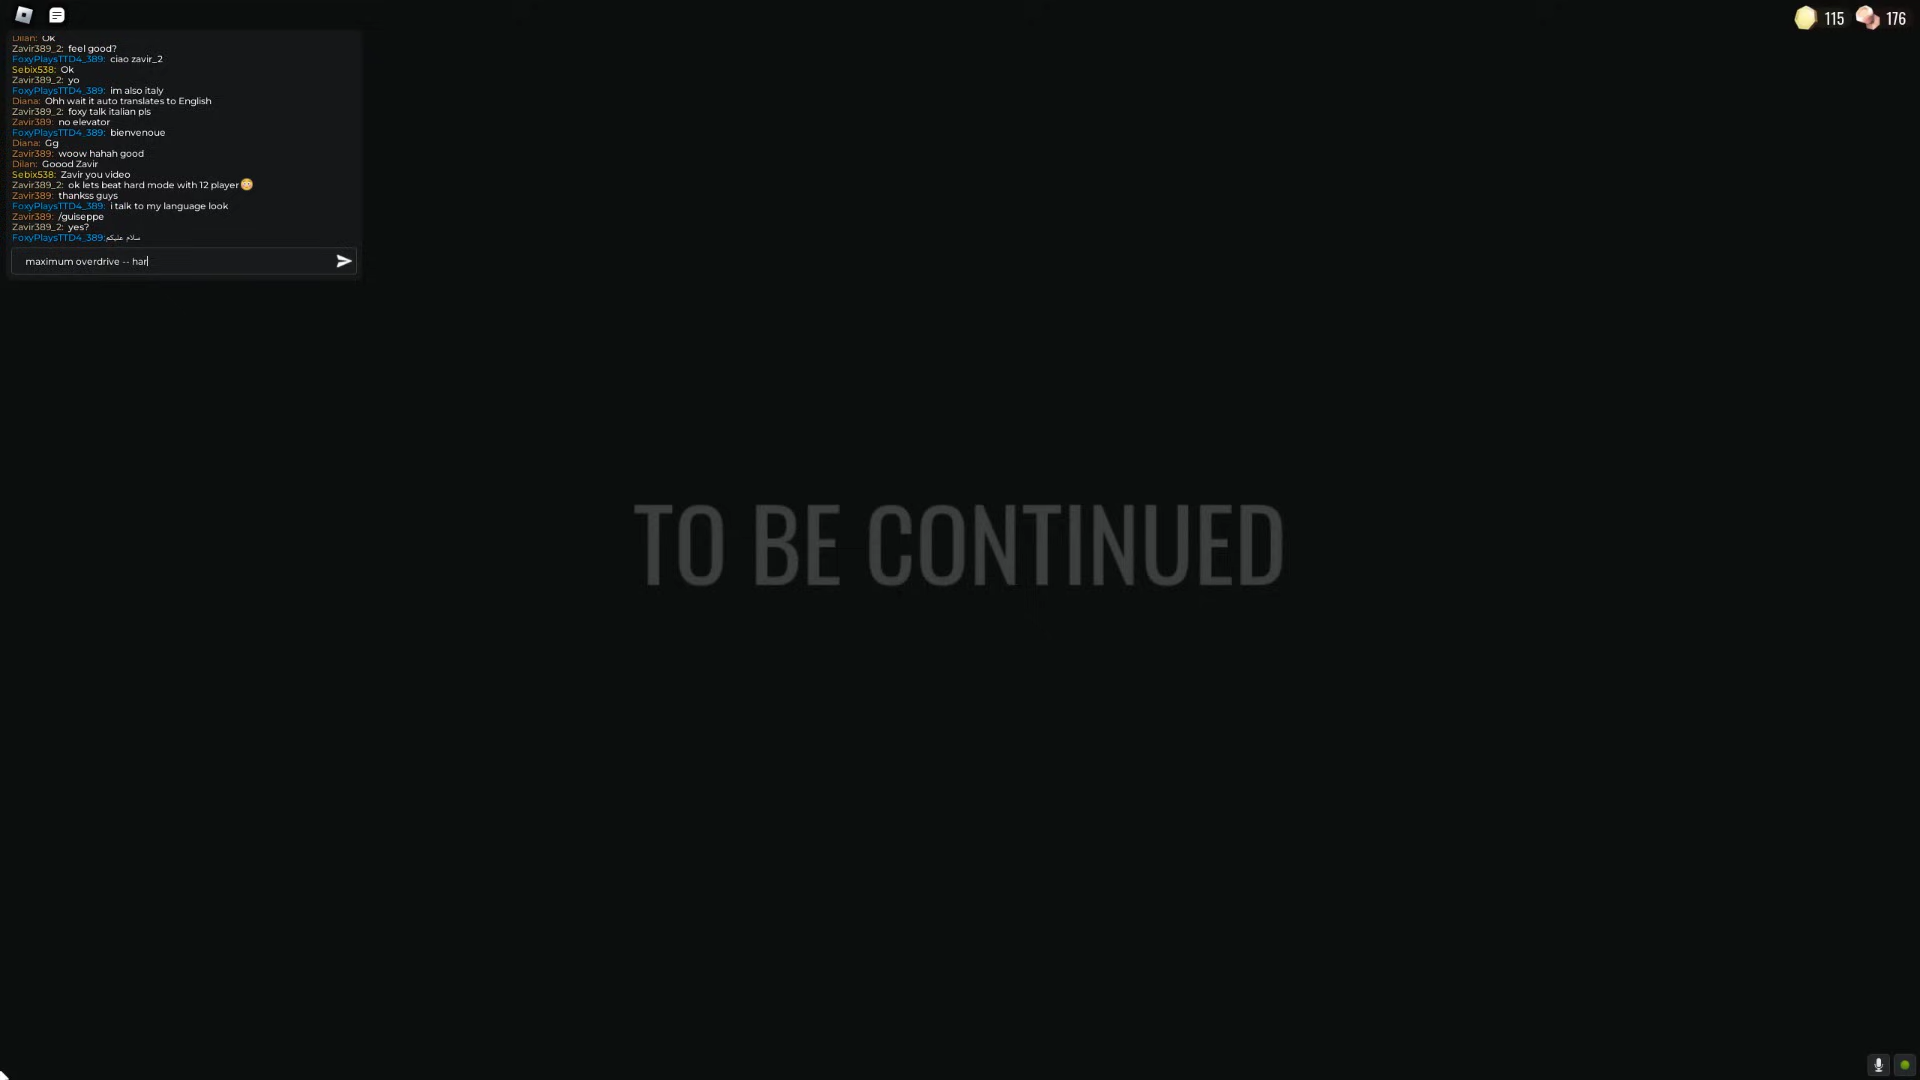 115 176
Dilan: Ok
Zavir389_2: feel good?
FoxyPlaysTTD4_389: ciao zavir_2
Sebix538: Ok
Zavir389_2: yo
FoxyPlaysTTD4_389: im also italy
Diana: Ohh wait it auto translates to English
Zavir389_2: foxy talk italian pls
Zavir389: no elevator
FoxyPlaysTTD4_389: bienvenoue
Diana: Gg
Zavir389: woow hahah good
Dilan: Goood Zavir
Sebix538: Zavir you video
Zavir389_2: ok lets beat hard mode with 12 player😳
Zavir389: thankss guys
FoxyPlaysTTD4_389: i talk to my language look
Zavir389: /guiseppe
Zavir389_2: yes?
FoxyPlaysTTD4_389: سلام علیکم
maximum overdrive -- har
TO BE CONTINUED